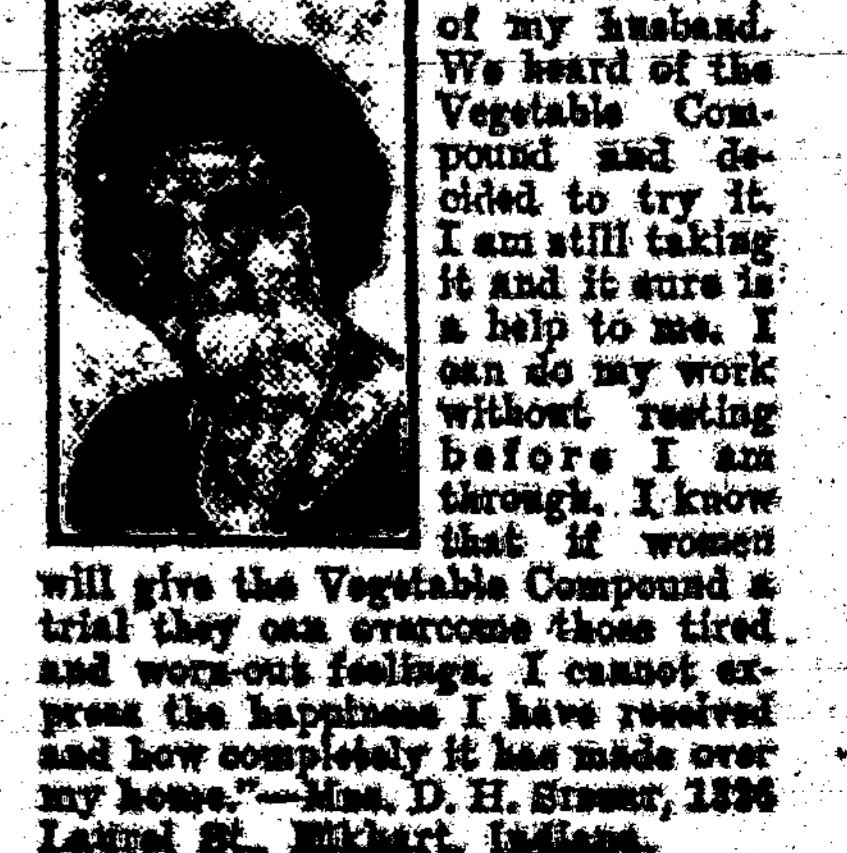 of my husband.
We heard of the
Vegetable Com-
pound and de-
cided to try it.
I am still taking
it and it sure is
a help to me. I
can do my work
without resting
before I am
through. I know
that if women
will give the Vegetable Compound a
trial they can overcome those tired
and worn-out feelings. I cannot ex-
press the happiness I have received
and how completely it has made over
my home."—Mrs. D. H.
Laurel St., Elkhart, Indiana.